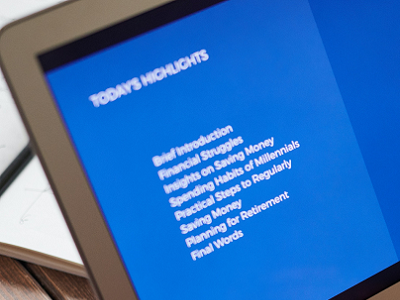 TODAY'S HIGHLIGHTS
Brief Introduction
Financial Struggles
Insights on Saving Money
Spending Habits of Millennials
Practical Steps to Regularly
Saving Money
Planning for Retirement
Final Words